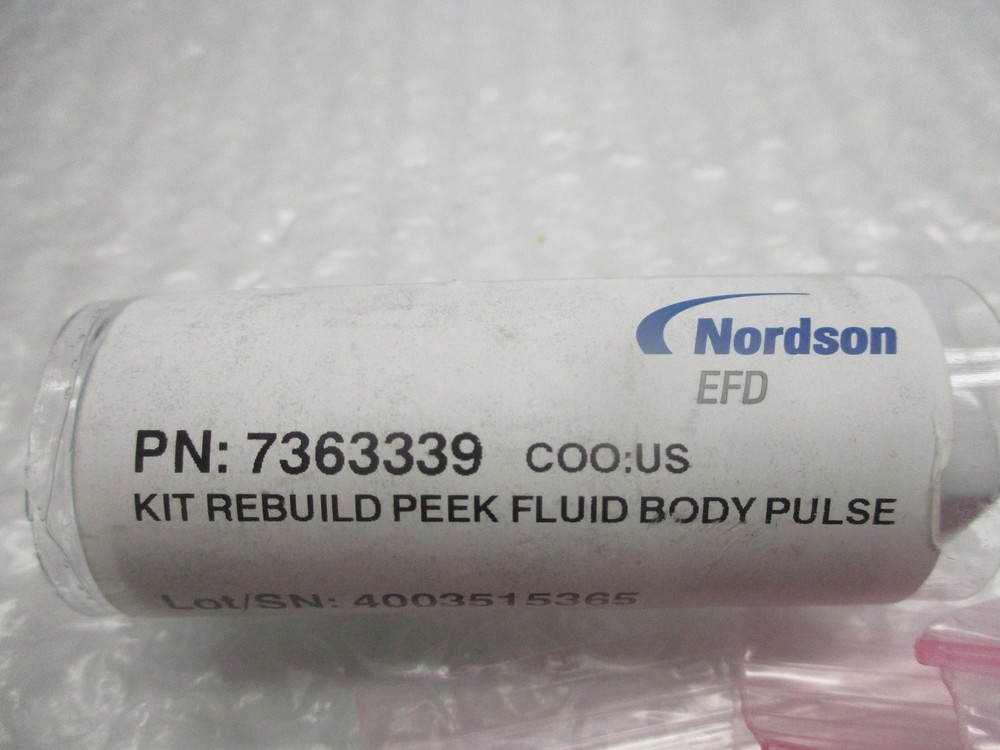 Nordson
EFD
PN: 7363339 COO:US
KIT REBUILD PEEK FLUID BODY PULSE
Lot/SN: 4003515365